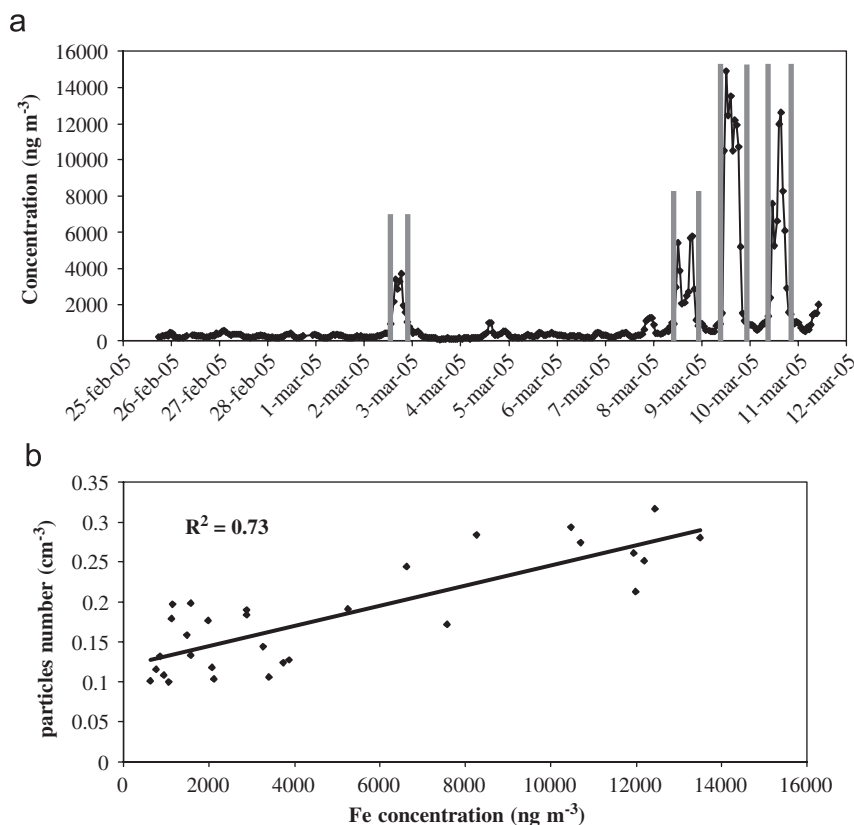 a
16000
14000
12000
10000
8000
6000
4000
2000
0
Concentration (ng m⁻³)
25-feb-05
26-feb-05
27-feb-05
28-feb-05
1-mar-05
2-mar-05
3-mar-05
4-mar-05
5-mar-05
6-mar-05
7-mar-05
8-mar-05
9-mar-05
10-mar-05
11-mar-05
12-mar-05
b
0.35
0.3
0.25
0.2
0.15
0.1
0.05
0
particles number (cm⁻³)
R² = 0.73
0 2000 4000 6000 8000 10000 12000 14000 16000
Fe concentration (ng m⁻³)